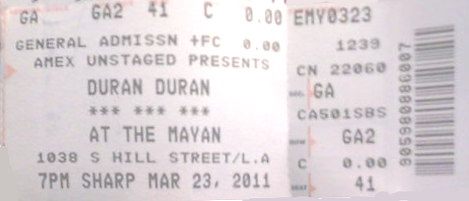 GA GA2 41 C 0.00 EMY0323
GENERAL ADMISSN +FC 0.00
AMEX UNSTAGED PRESENTS
DURAN DURAN
*** *** ***
AT THE MAYAN
1038 S HILL STREET/L.A
7PM SHARP MAR 23, 2011
1239
CN 22060
GA
CA501SBS
GA2
C 0.00
41